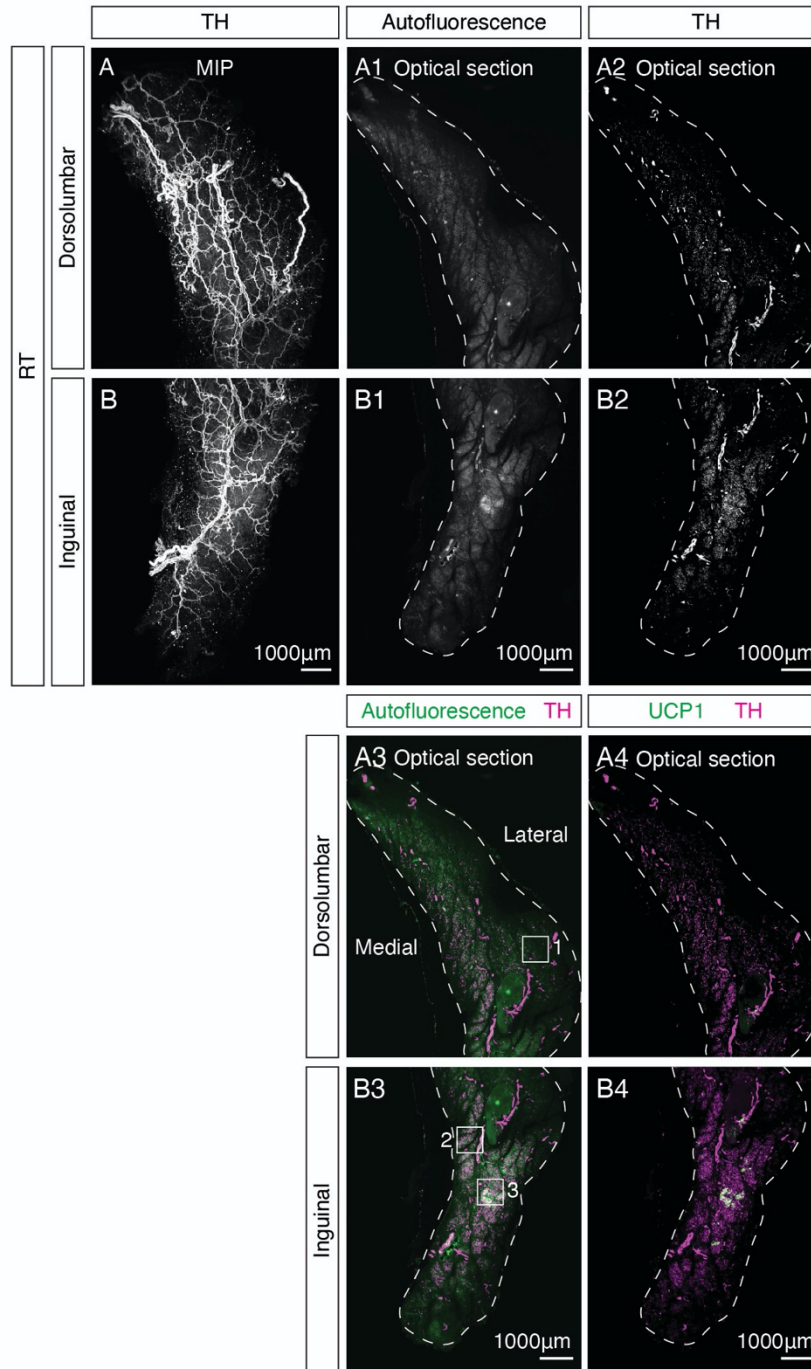 TH
Autofluorescence
TH
RT
Dorsolumbar
A
MIP
A1 Optical section
A2 Optical section
Inguinal
B
1000µm
B1
1000µm
B2
1000µm
Autofluorescence TH
UCP1 TH
Dorsolumbar
A3 Optical section
Lateral
Medial
1
A4 Optical section
Inguinal
B3
2
3
1000µm
B4
1000µm